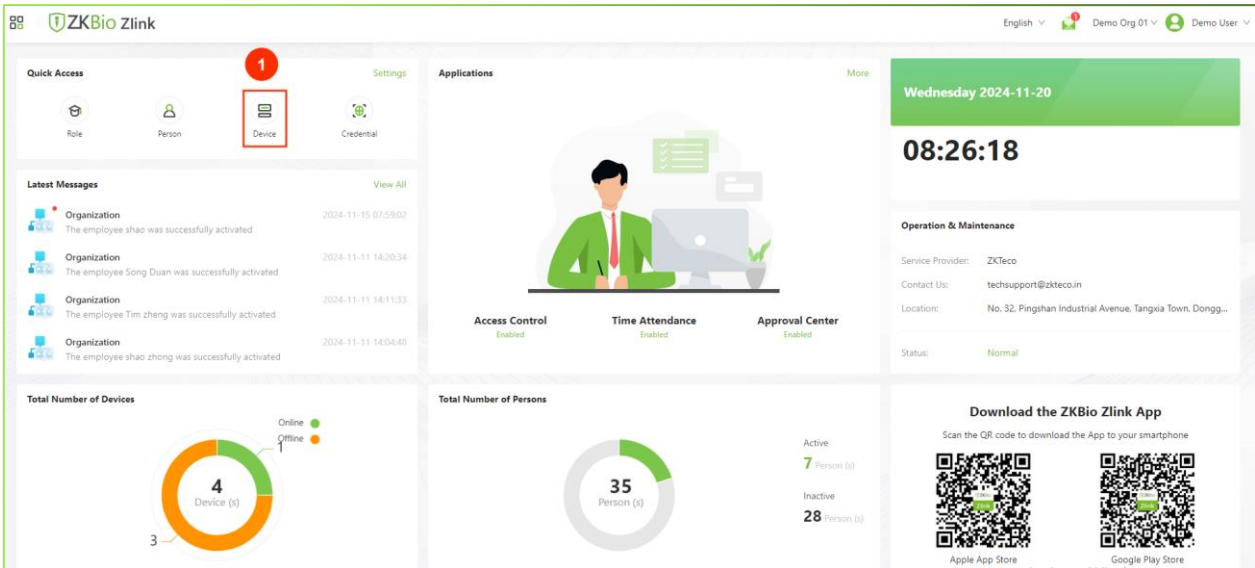 ZKBio Zlink
English
1
Demo Org 01
Demo User
Quick Access
Settings
1
Role
Person
Device
Credential
Latest Messages
View All
Organization
2024-11-15 07:59:02
The employee shao was successfully activated
Organization
2024-11-11 14:20:34
The employee Song Duan was successfully activated
Organization
2024-11-11 14:11:33
The employee Tim zheng was successfully activated
Organization
2024-11-11 14:04:48
The employee shao zhong was successfully activated
Applications
More
Access Control
Enabled
Time Attendance
Enabled
Approval Center
Enabled
Wednesday 2024-11-20
08:26:18
Operation & Maintenance
Service Provider: ZKTeco
Contact Us: techsupport@zkteco.in
Location: No. 32, Pingshan Industrial Avenue, Tangxia Town, Dongg...
Status: Normal
Total Number of Devices
Online
Offline
1
4
Device (s)
3
Total Number of Persons
35
Person (s)
Active
7 Person (s)
Inactive
28 Person (s)
Download the ZKBio Zlink App
Scan the QR code to download the App to your smartphone
Apple App Store
Google Play Store